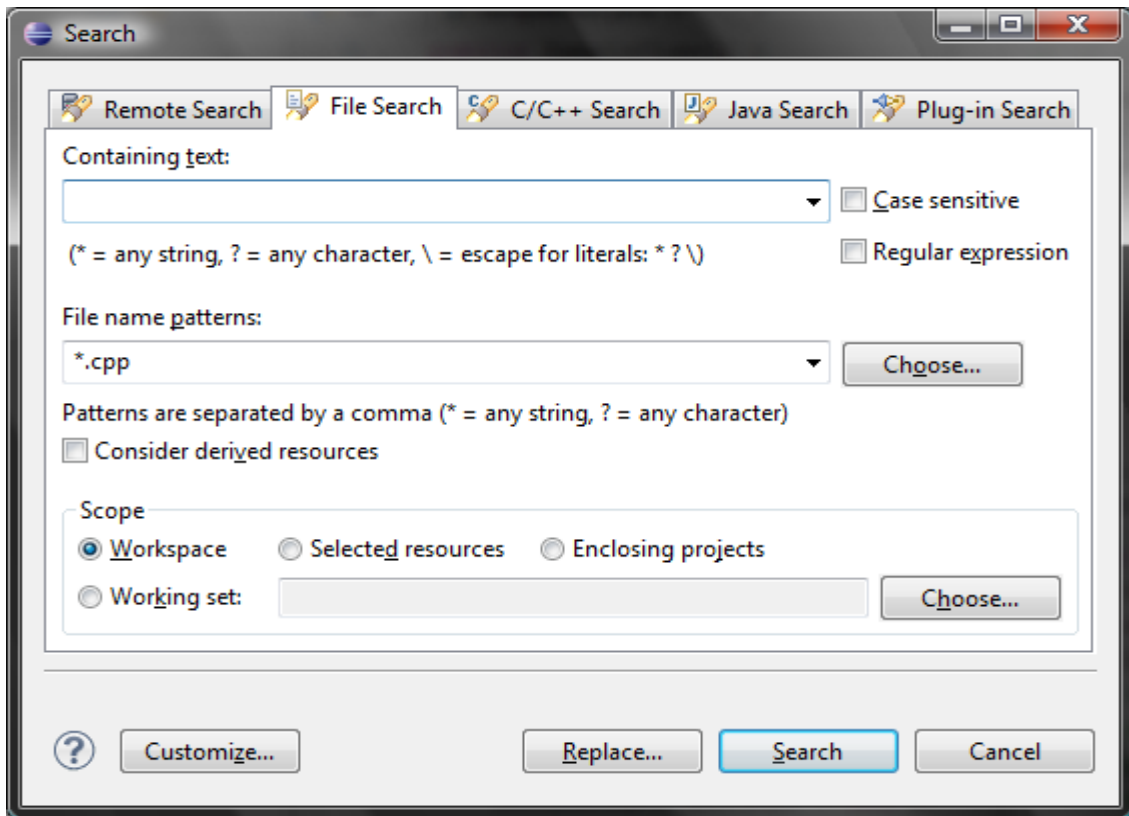 Search
Remote Search File Search C/C++ Search Java Search Plug-in Search
Containing text:
Case sensitive
(* = any string, ? = any character, \ = escape for literals: * ? \)
Regular expression
File name patterns:
*.cpp
Choose...
Patterns are separated by a comma (* = any string, ? = any character)
Consider derived resources
Scope
Workspace Selected resources Enclosing projects
Working set: Choose...
? Customize... Replace... Search Cancel